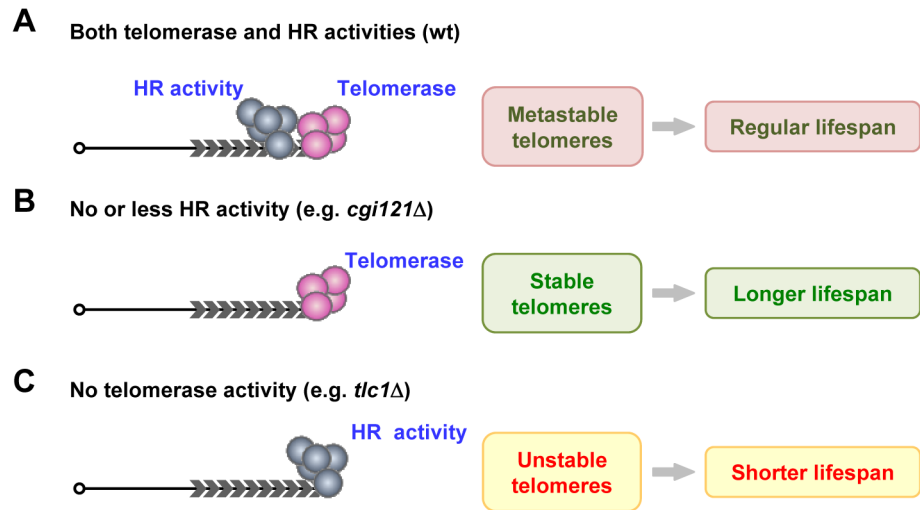 A
Both telomerase and HR activities (wt)
HR activity
Telomerase
Metastable
telomeres
Regular lifespan
B
No or less HR activity (e.g. cgi121Δ)
Telomerase
Stable
telomeres
Longer lifespan
C
No telomerase activity (e.g. tlc1Δ)
HR activity
Unstable
telomeres
Shorter lifespan